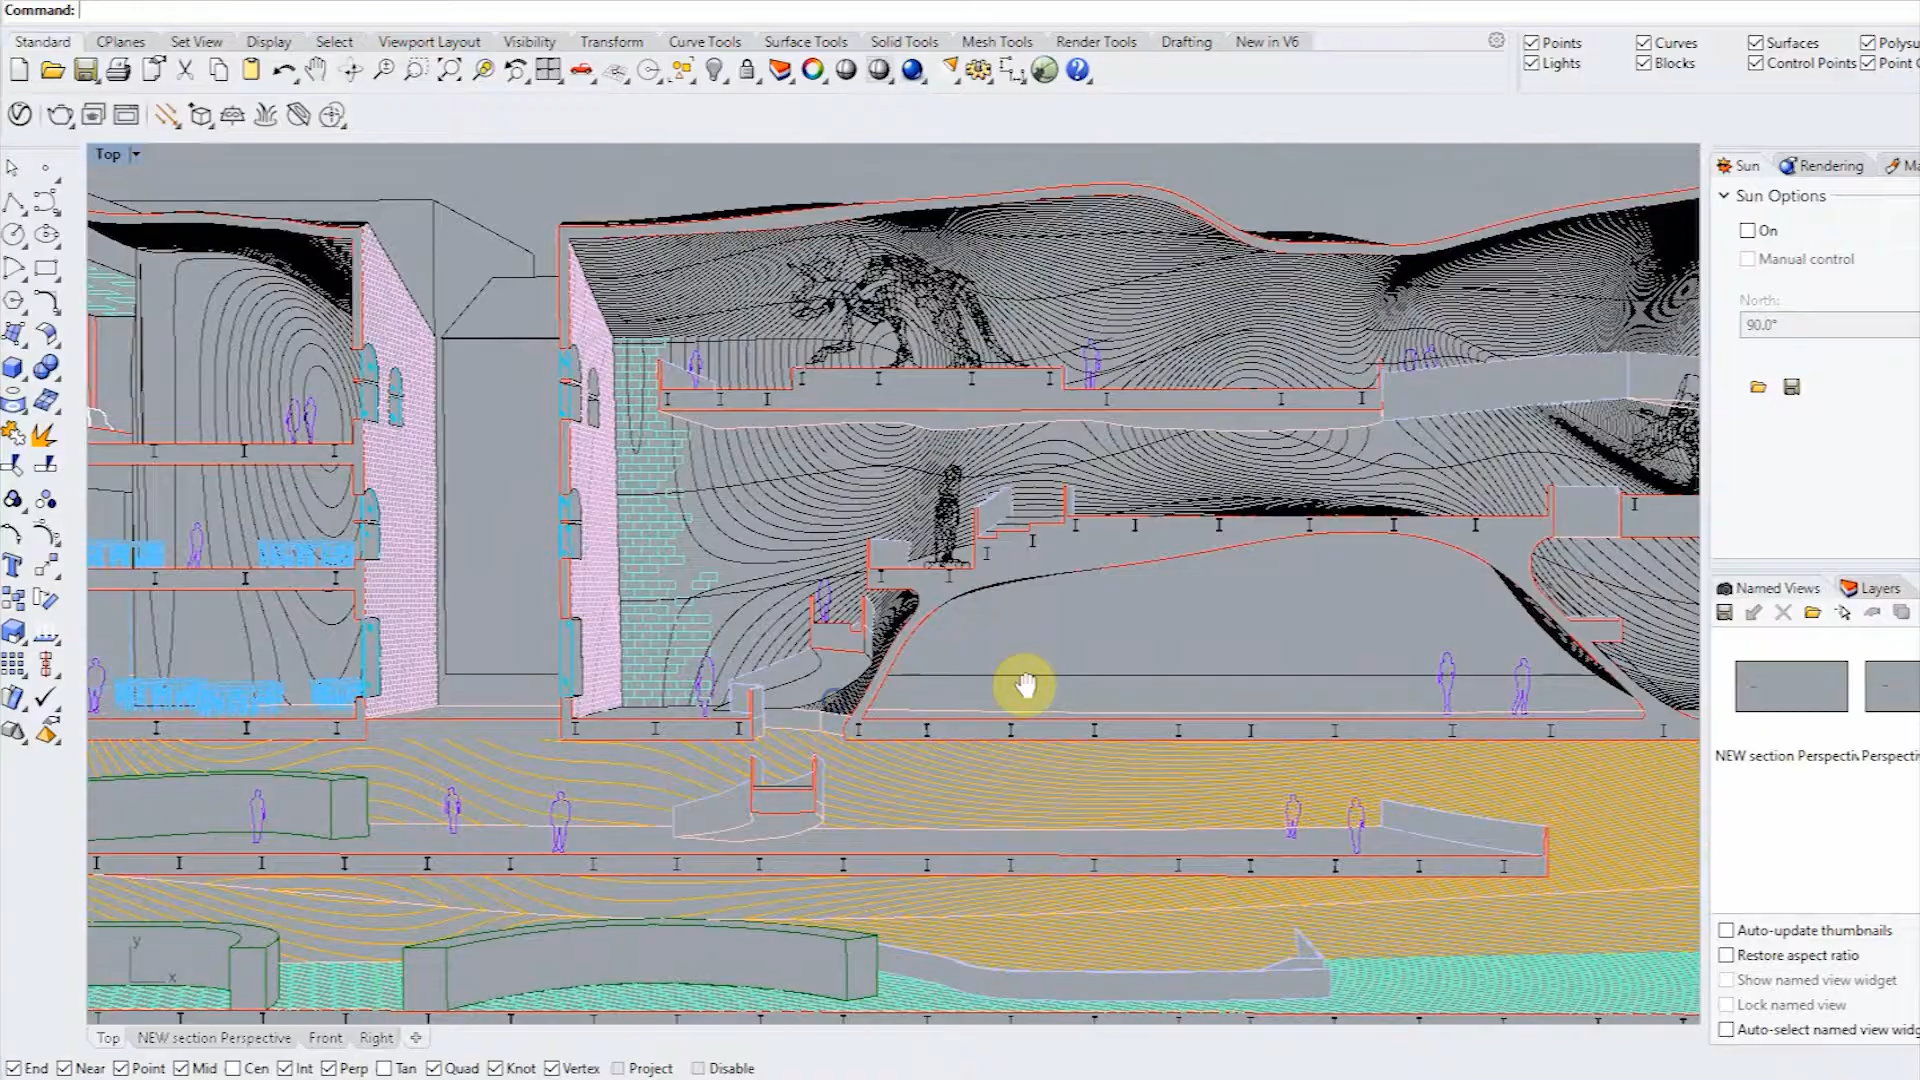 Command:
Standard CPlanes Set View Display Select Viewport Layout Visibility Transform Curve Tools Surface Tools Solid Tools Mesh Tools Render Tools Drafting New in V6
Points Curves Surfaces Polysu
Lights Blocks Control Points Point C
Top
Sun Rendering Ma
Sun Options
On
Manual control
North:
90.0°
Named Views Layers
NEW section Perspectiv Perspecti
y
x
Auto-update thumbnails
Restore aspect ratio
Show named view widget
Lock named view
Auto-select named view widg
Top NEW section Perspective Front Right
End Near Point Mid Cen Int Perp Tan Quad Knot Vertex Project Disable